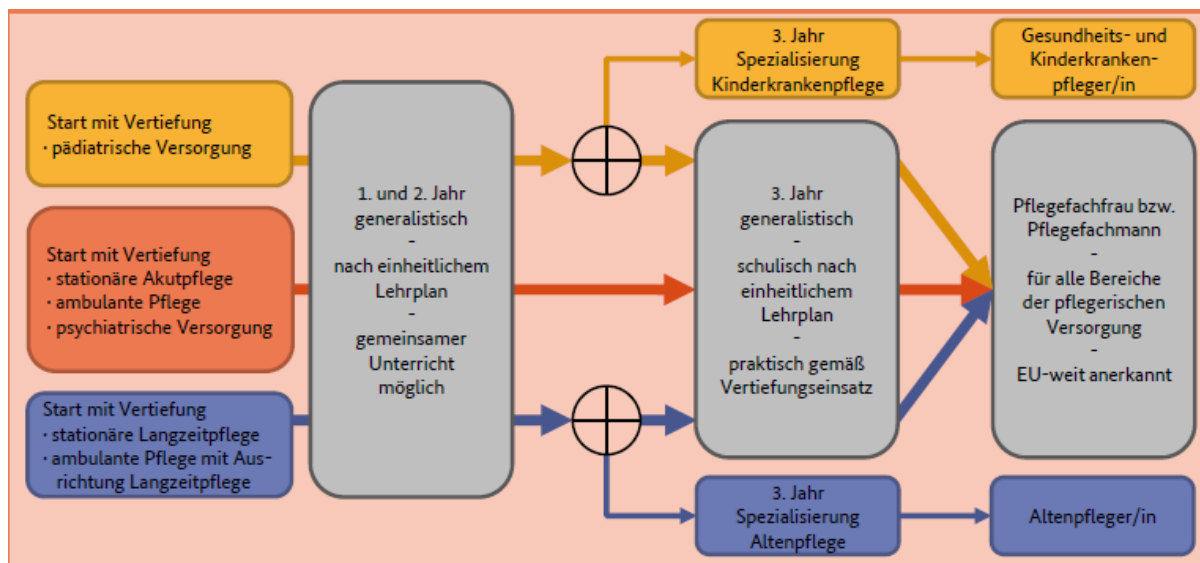 Start mit Vertiefung
· pädiatrische Versorgung
Start mit Vertiefung
· stationäre Akutpflege
· ambulante Pflege
· psychiatrische Versorgung
Start mit Vertiefung
· stationäre Langzeitpflege
· ambulante Pflege mit Aus-
richtung Langzeitpflege
1. und 2. Jahr
generalistisch
-
nach einheitlichem
Lehrplan
-
gemeinsamer
Unterricht
möglich
3. Jahr
Spezialisierung
Kinderkrankenpflege
3. Jahr
generalistisch
-
schulisch nach
einheitlichem
Lehrplan
-
praktisch gemäß
Vertiefungseinsatz
3. Jahr
Spezialisierung
Altenpflege
Gesundheits- und
Kinderkranken-
pfleger/in
Pflegefachfrau bzw.
Pflegefachmann
-
für alle Bereiche
der pflegerischen
Versorgung
-
EU-weit anerkannt
Altenpfleger/in